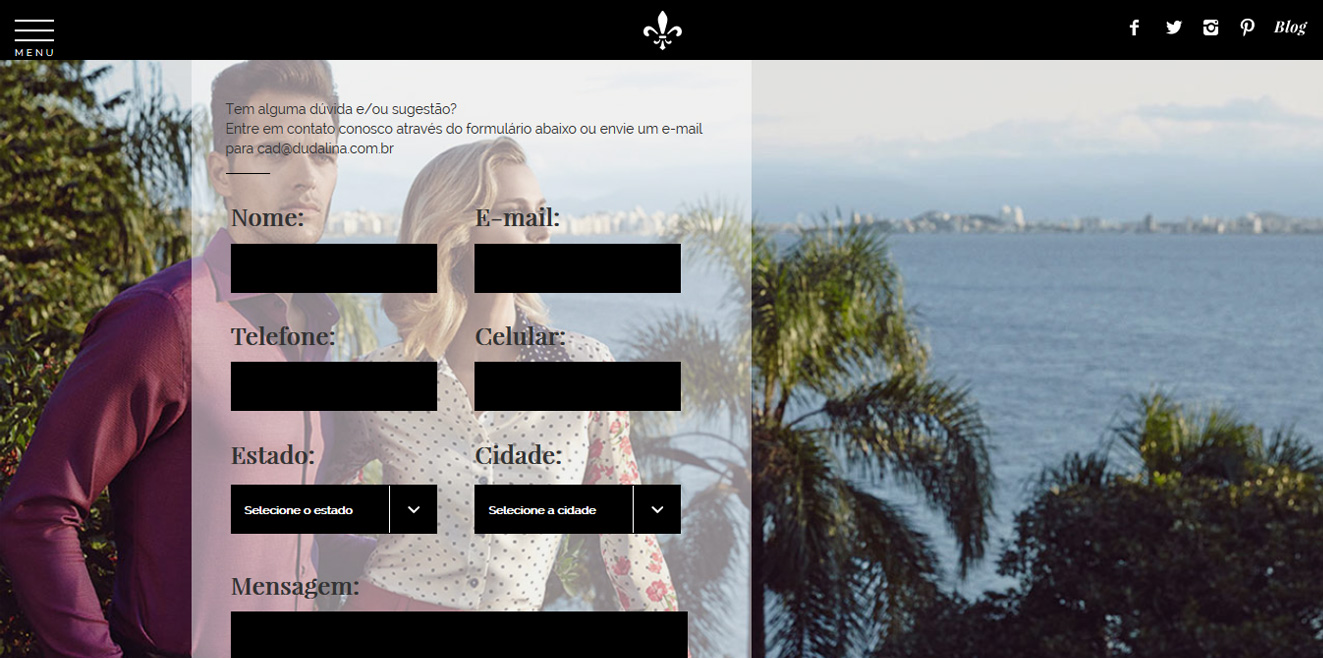 MENU
Blog
Tem alguma dúvida e/ou sugestão?
Entre em contato conosco através do formulário abaixo ou envie um e-mail
para cad@dudalina.com.br
Nome:
E-mail:
Telefone:
Celular:
Estado:
Cidade:
Selecione o estado
Selecione a cidade
Mensagem: